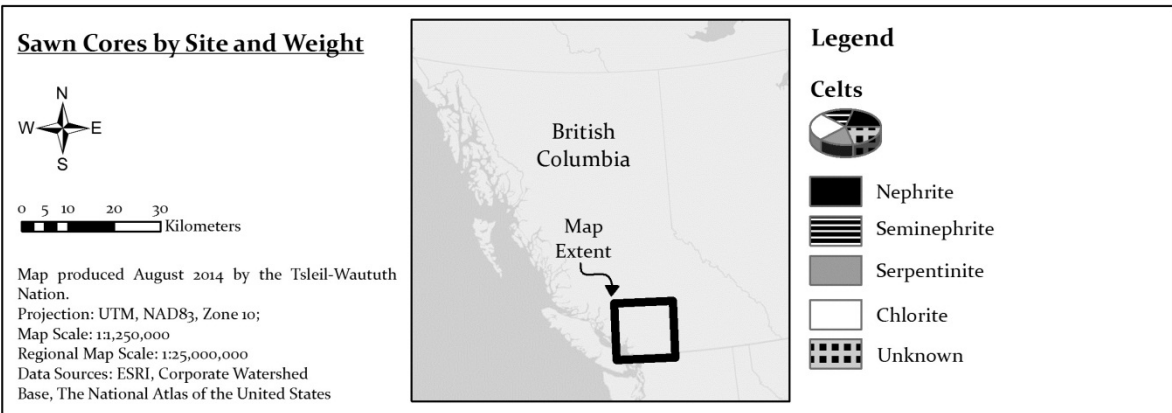 Sawn Cores by Site and Weight
N
W E
S
0 5 10 20 30
Kilometers
Map produced August 2014 by the Tsleil-Waututh
Nation.
Projection: UTM, NAD83, Zone 10;
Map Scale: 1:1,250,000
Regional Map Scale: 1:25,000,000
Data Sources: ESRI, Corporate Watershed
Base, The National Atlas of the United States
British
Columbia
Map
Extent
Legend
Celts
Nephrite
Seminephrite
Serpentinite
Chlorite
Unknown